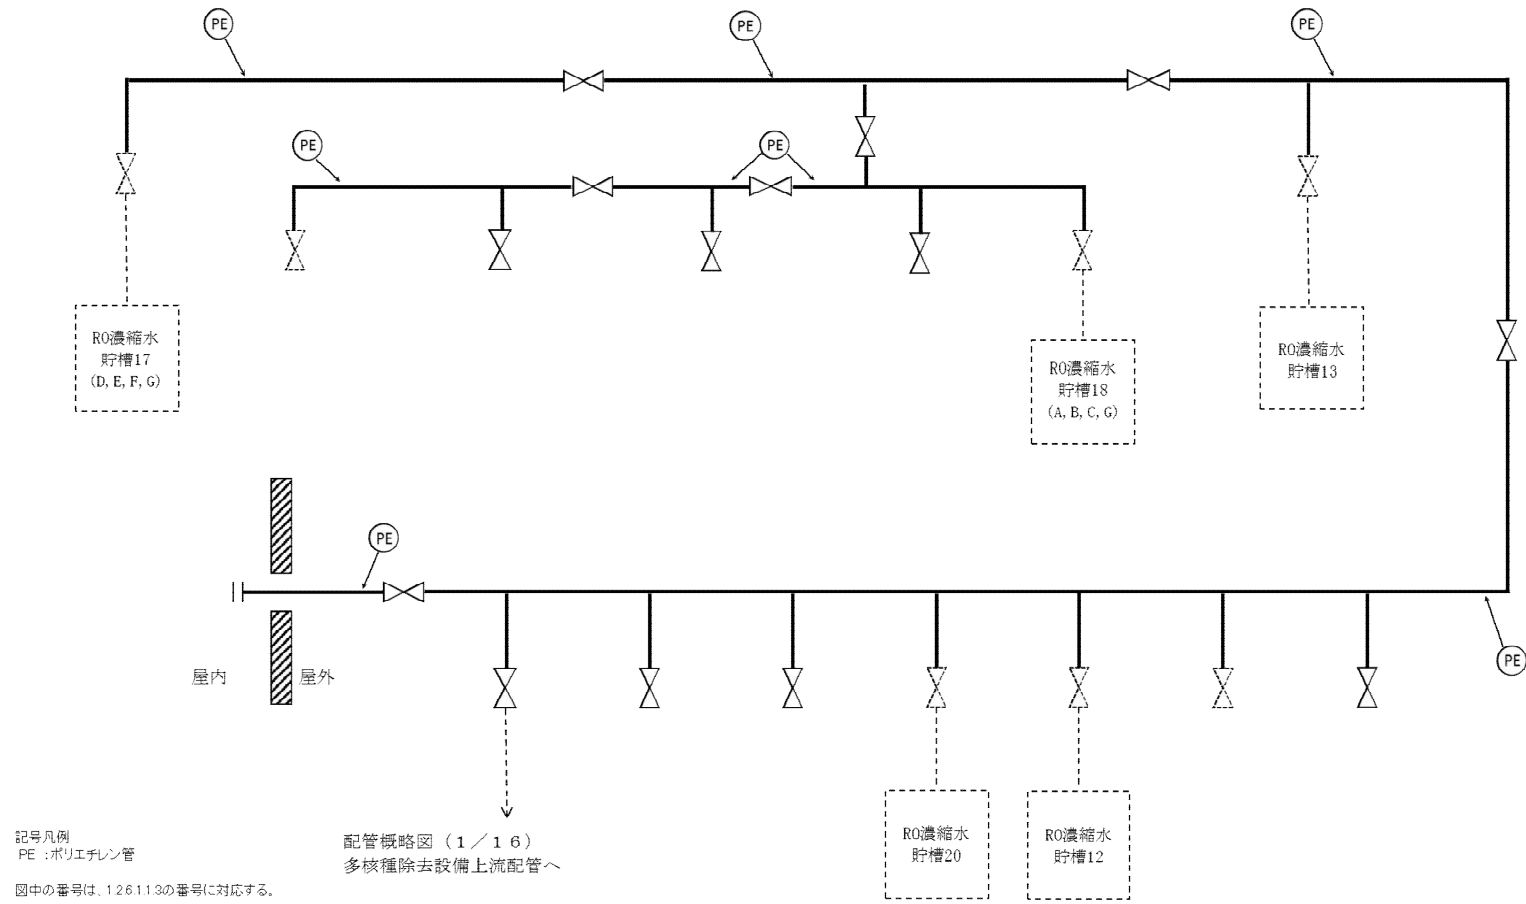 PE
PE
PE
PE
PE
RO濃縮水
貯槽17
(D, E, F, G)
RO濃縮水
貯槽18
(A, B, C, G)
RO濃縮水
貯槽13
PE
PE
屋内
屋外
RO濃縮水
貯槽20
RO濃縮水
貯槽12
配管概略図（１／１６）
多核種除去設備上流配管へ
記号凡例
PE ：ポリエチレン管
図中の番号は、1.2.6.1.1.3の番号に対応する。